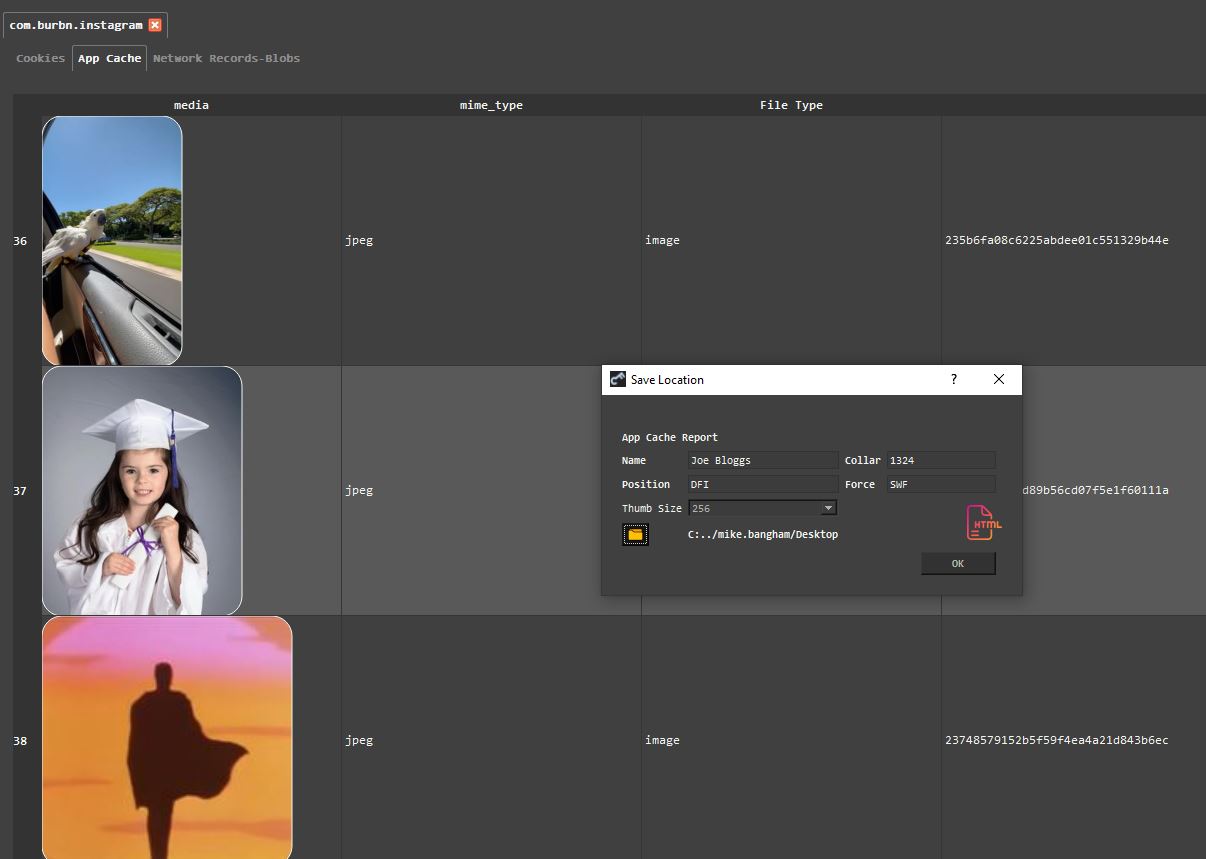 com.burbn.instagram
Cookies App Cache Network Records-Blobs
media mime_type File Type
36 jpeg image 235b6fa08c6225abdee01c551329b44e
Save Location ?
App Cache Report
Name Joe Bloggs Collar 1324
Position DFI Force SWF
Thumb Size 256
HTML
C:../mike.bangham/Desktop
OK
37 jpeg d89b56cd07f5e1f60111a
38 jpeg image 23748579152b5f59f4ea4a21d843b6ec